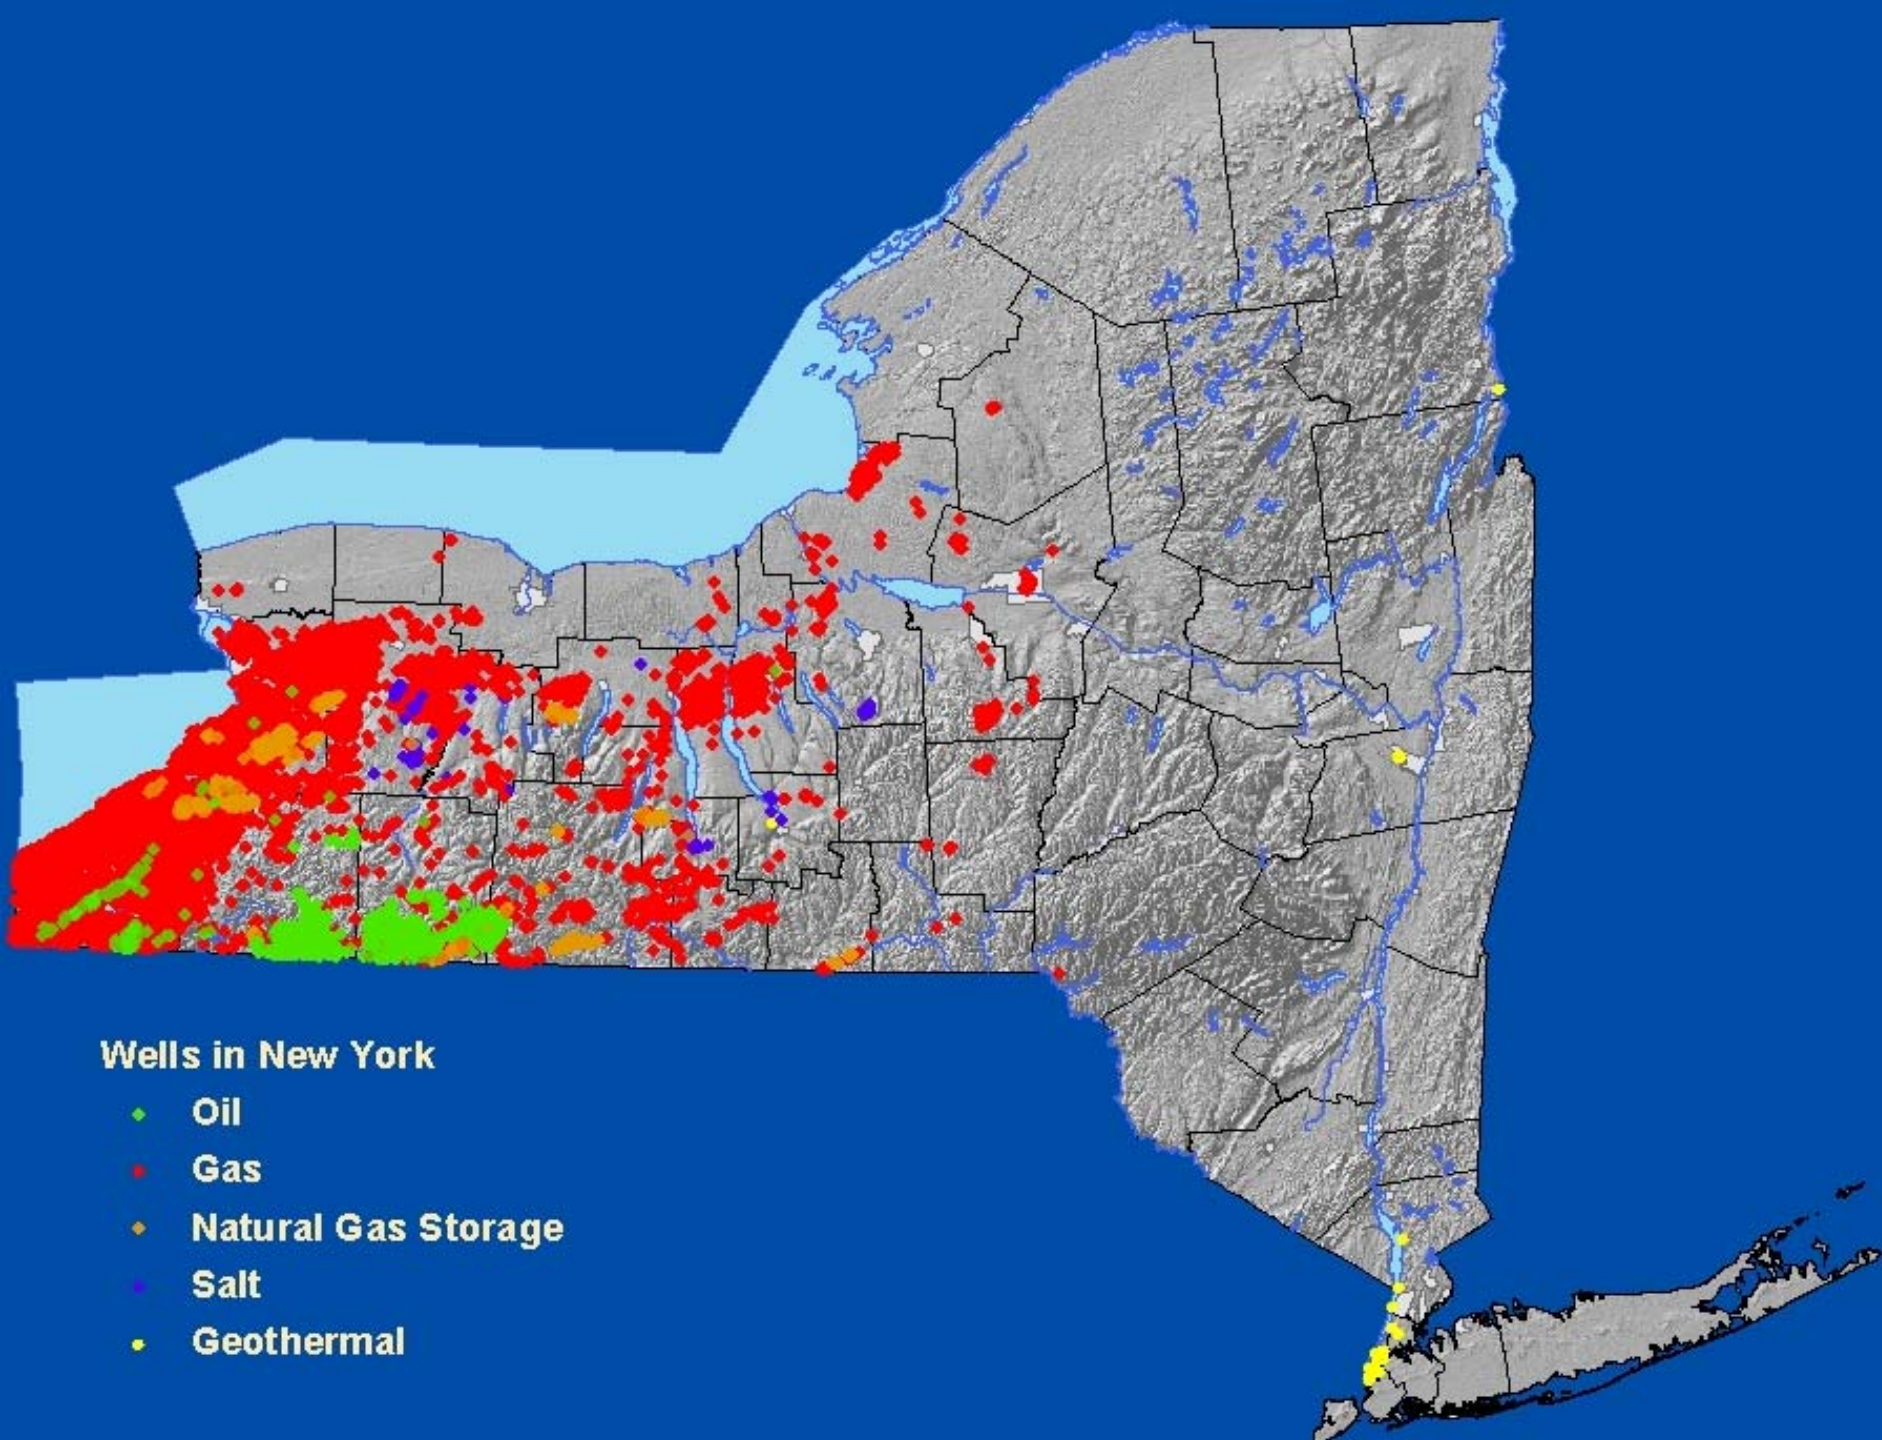 Wells in New York
Oil
Gas
Natural Gas Storage
Salt
Geothermal